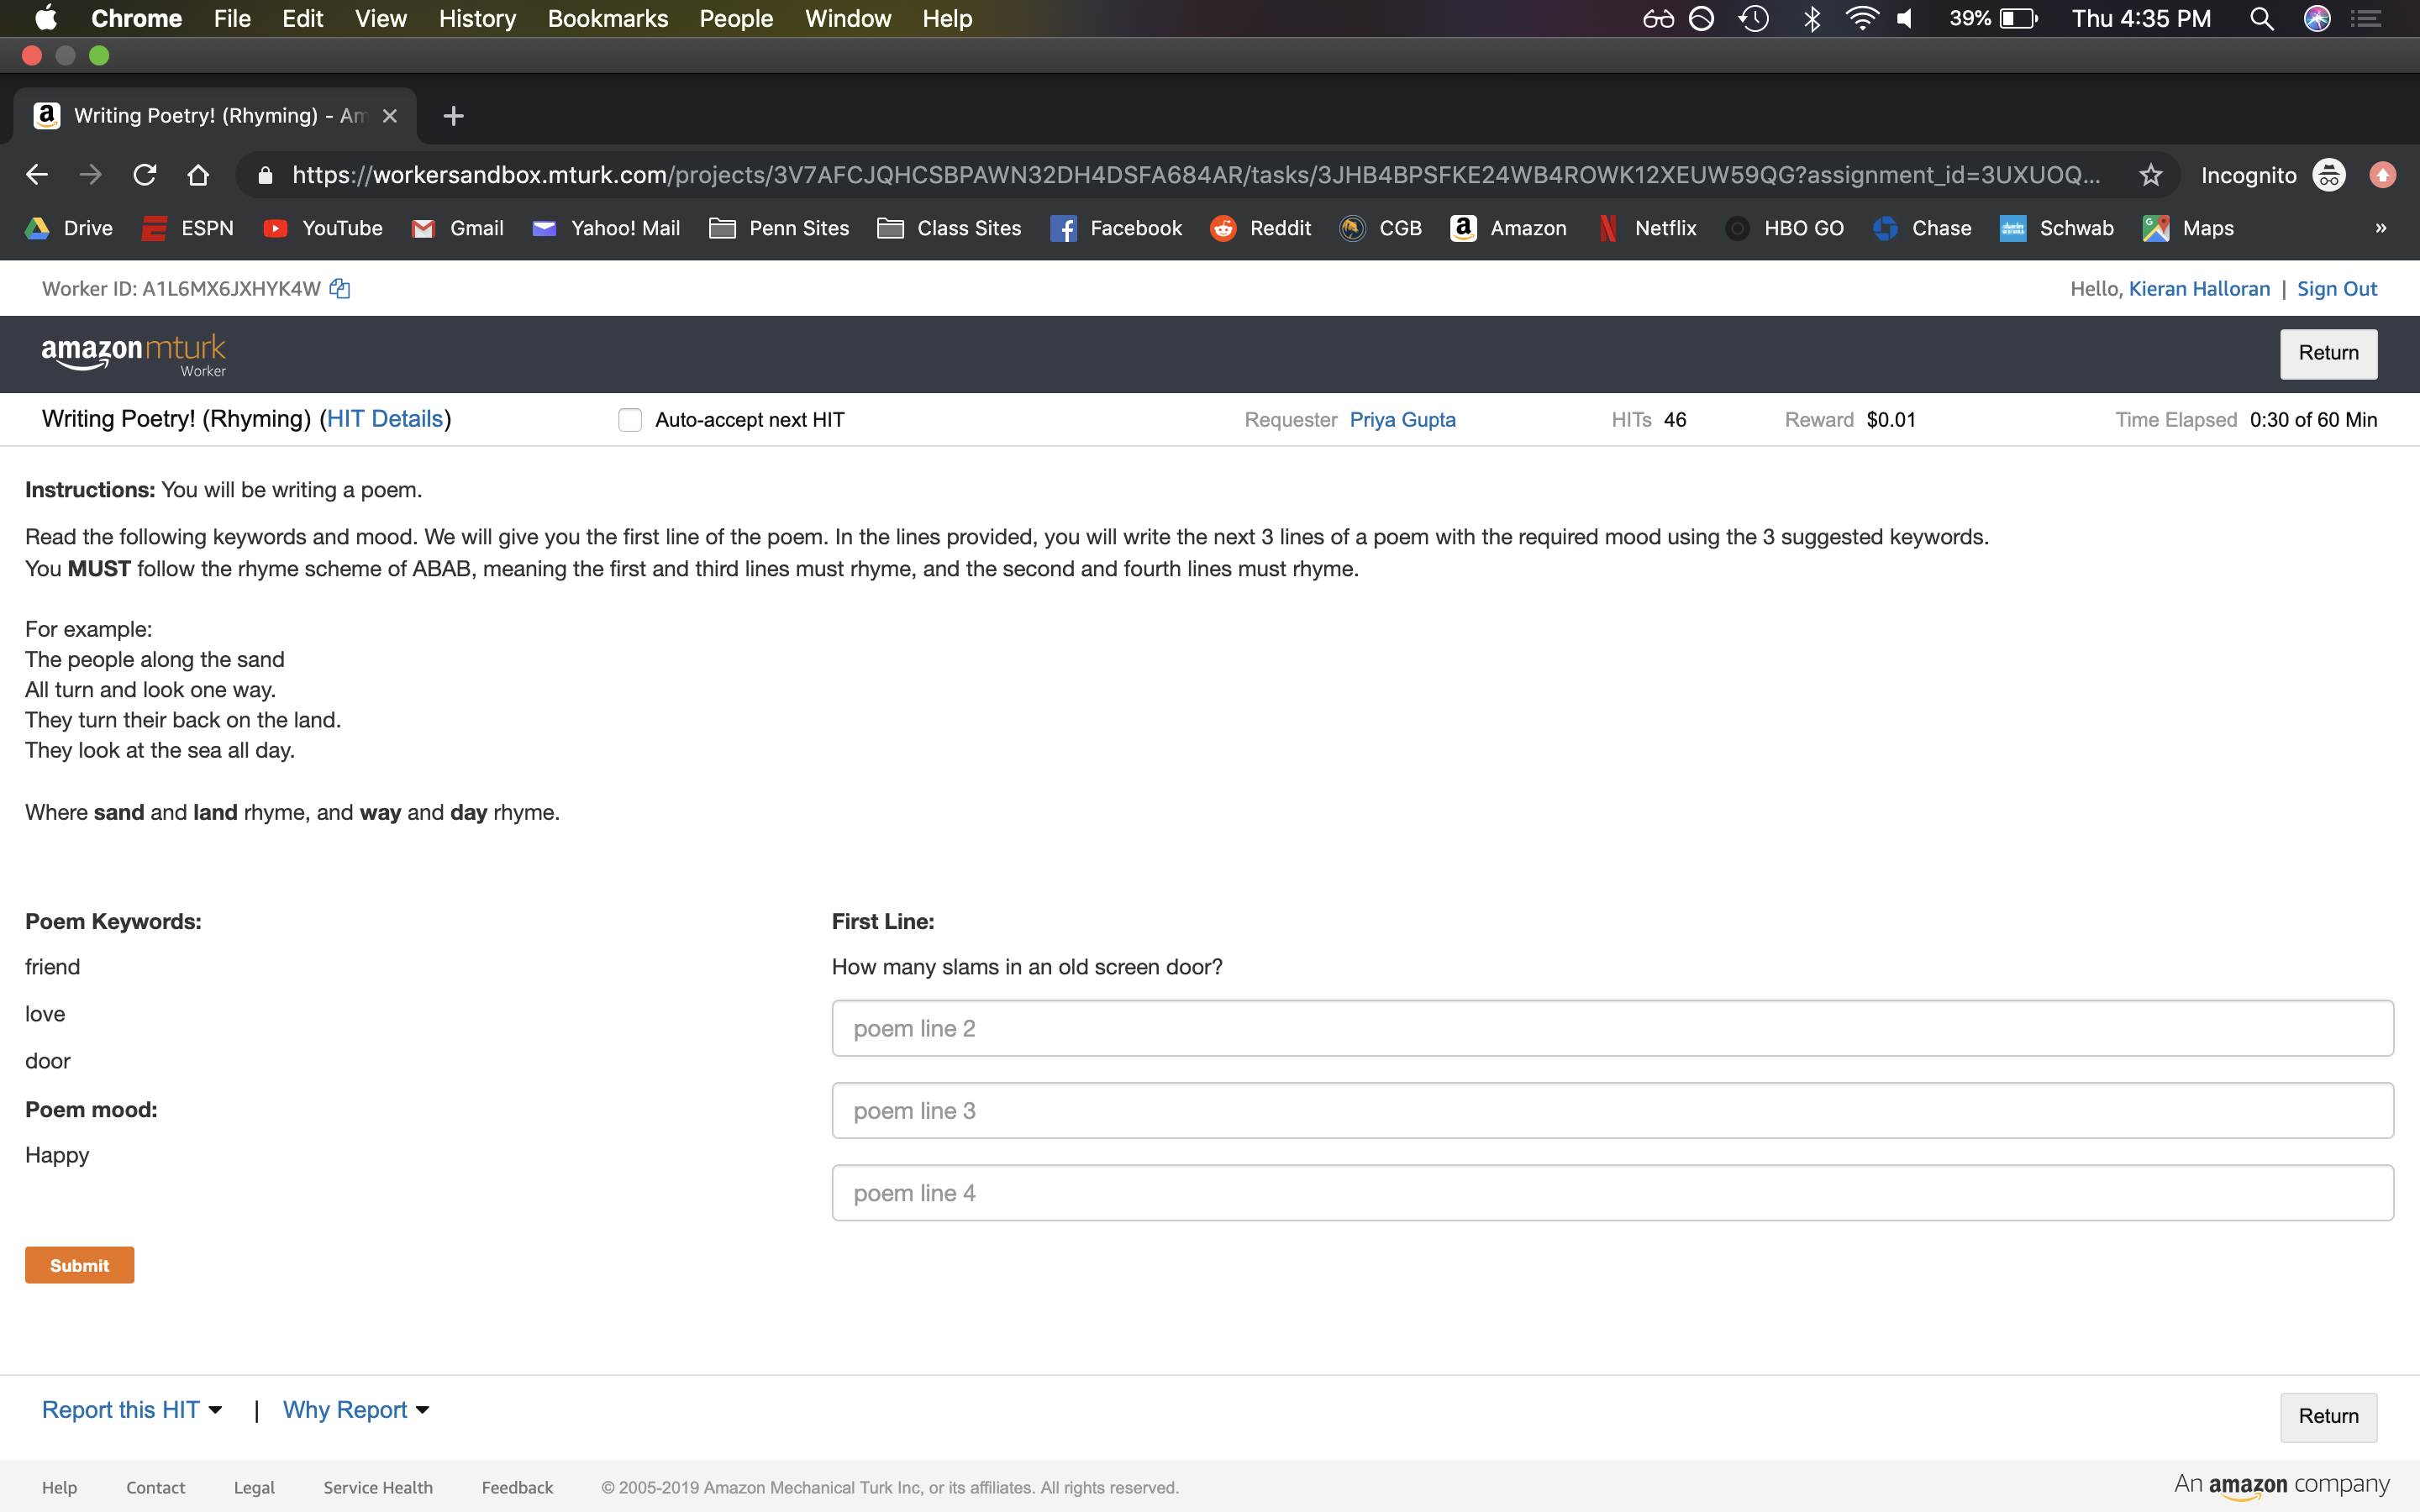 Chrome File Edit View History Bookmarks People Window Help 39% Thu 4:35 PM
Writing Poetry! (Rhyming) - Am
https://workersandbox.mturk.com/projects/3V7AFCJQHCSBPAWN32DH4DSFA684AR/tasks/3JHB4BPSFKE24WB4ROWK12XEUW59QG?assignment_id=3UXUOQ... Incognito
Drive ESPN YouTube Gmail Yahoo! Mail Penn Sites Class Sites Facebook Reddit CGB Amazon Netflix HBO GO Chase Schwab Maps »
Worker ID: A1L6MX6JXHYK4W Hello, Kieran Halloran | Sign Out
amazon mturk
Worker
Return
Writing Poetry! (Rhyming) (HIT Details) Auto-accept next HIT Requester Priya Gupta HITs 46 Reward $0.01 Time Elapsed 0:30 of 60 Min
Instructions: You will be writing a poem.
Read the following keywords and mood. We will give you the first line of the poem. In the lines provided, you will write the next 3 lines of a poem with the required mood using the 3 suggested keywords.
You MUST follow the rhyme scheme of ABAB, meaning the first and third lines must rhyme, and the second and fourth lines must rhyme.
For example:
The people along the sand
All turn and look one way.
They turn their back on the land.
They look at the sea all day.
Where sand and land rhyme, and way and day rhyme.
Poem Keywords:
friend
love
door
Poem mood:
Happy
First Line:
How many slams in an old screen door?
poem line 2
poem line 3
poem line 4
Submit
Report this HIT | Why Report
Return
Help Contact Legal Service Health Feedback © 2005-2019 Amazon Mechanical Turk Inc, or its affiliates. All rights reserved. An amazon company